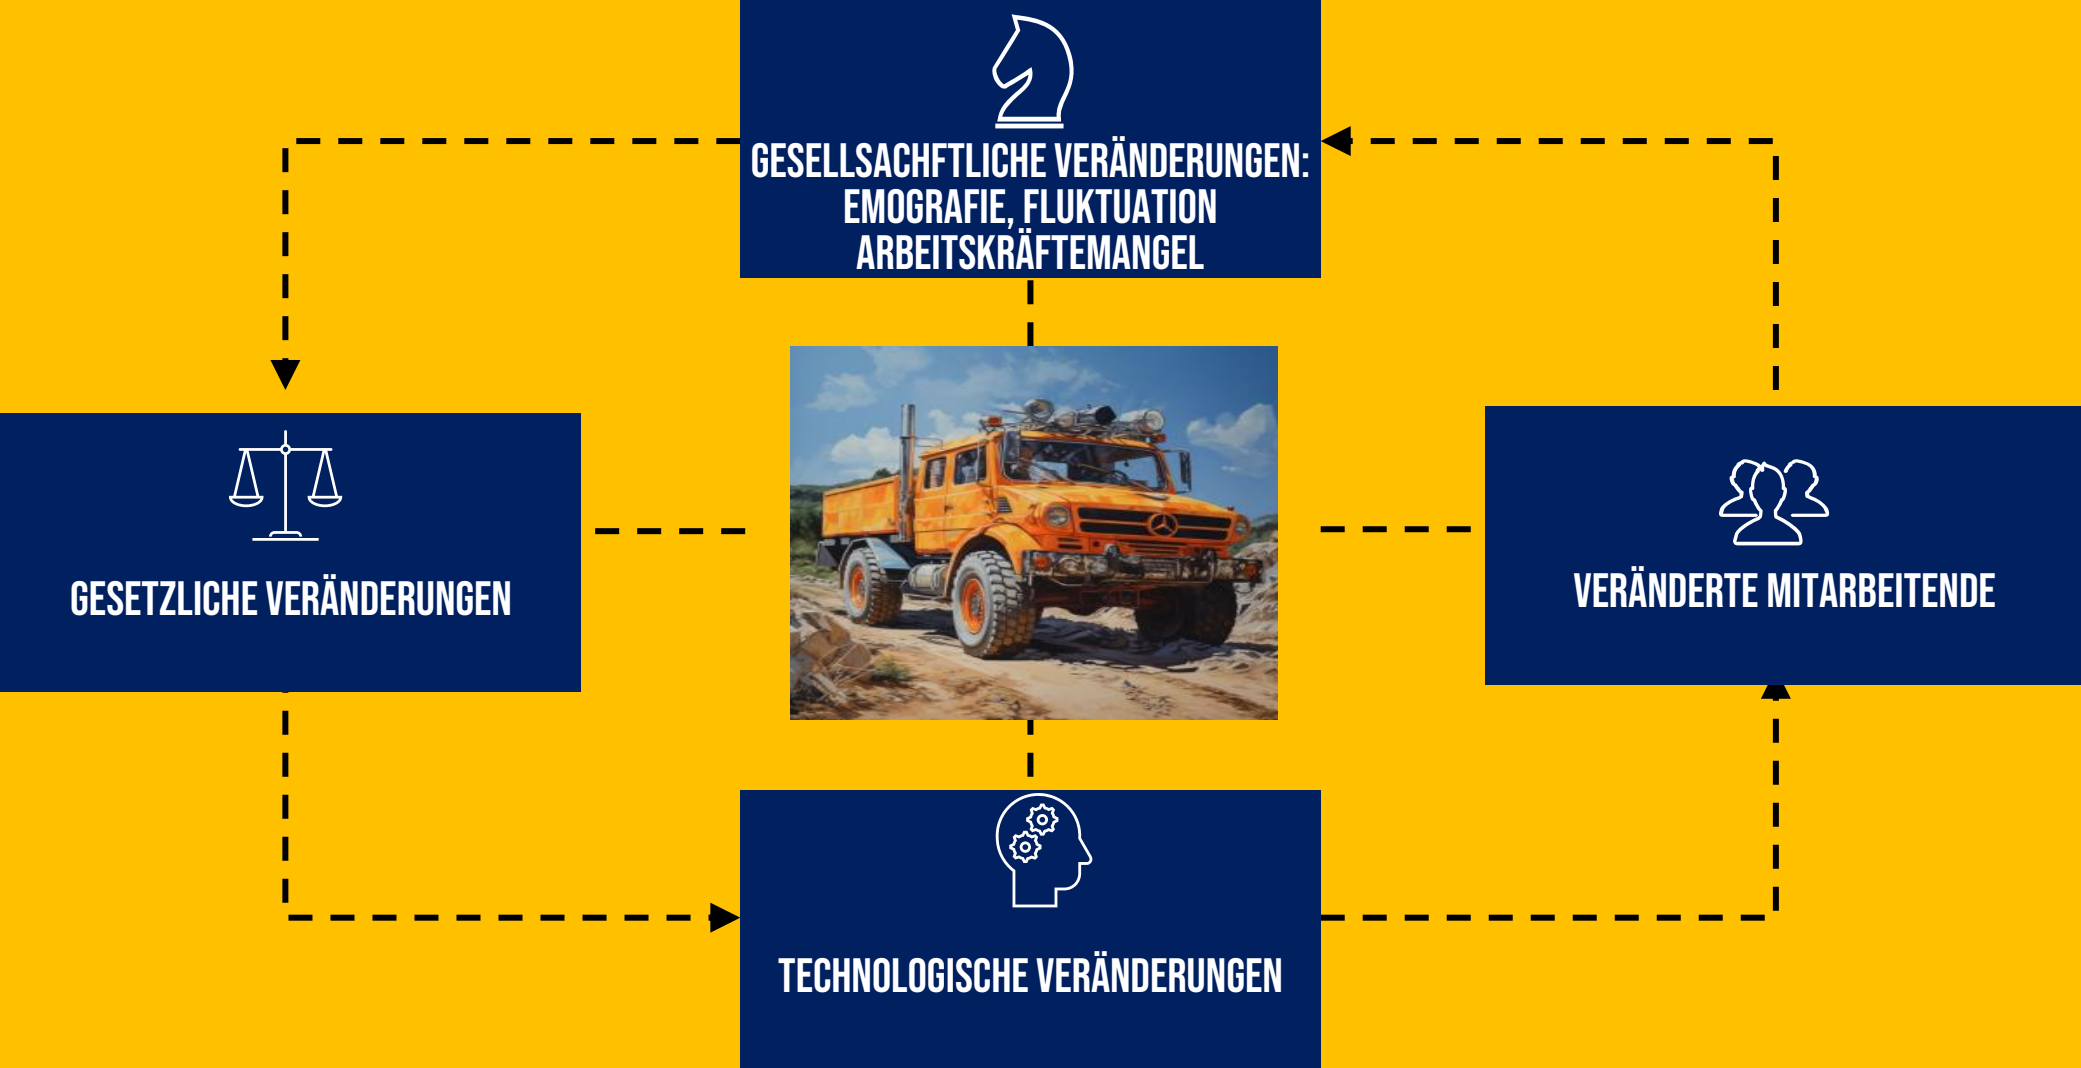 GESELLSACHFTLICHE VERÄNDERUNGEN:
EMOGRAFIE, FLUKTUATION
ARBEITSKRÄFTEMANGEL
GESETZLICHE VERÄNDERUNGEN
VERÄNDERTE MITARBEITENDE
TECHNOLOGISCHE VERÄNDERUNGEN